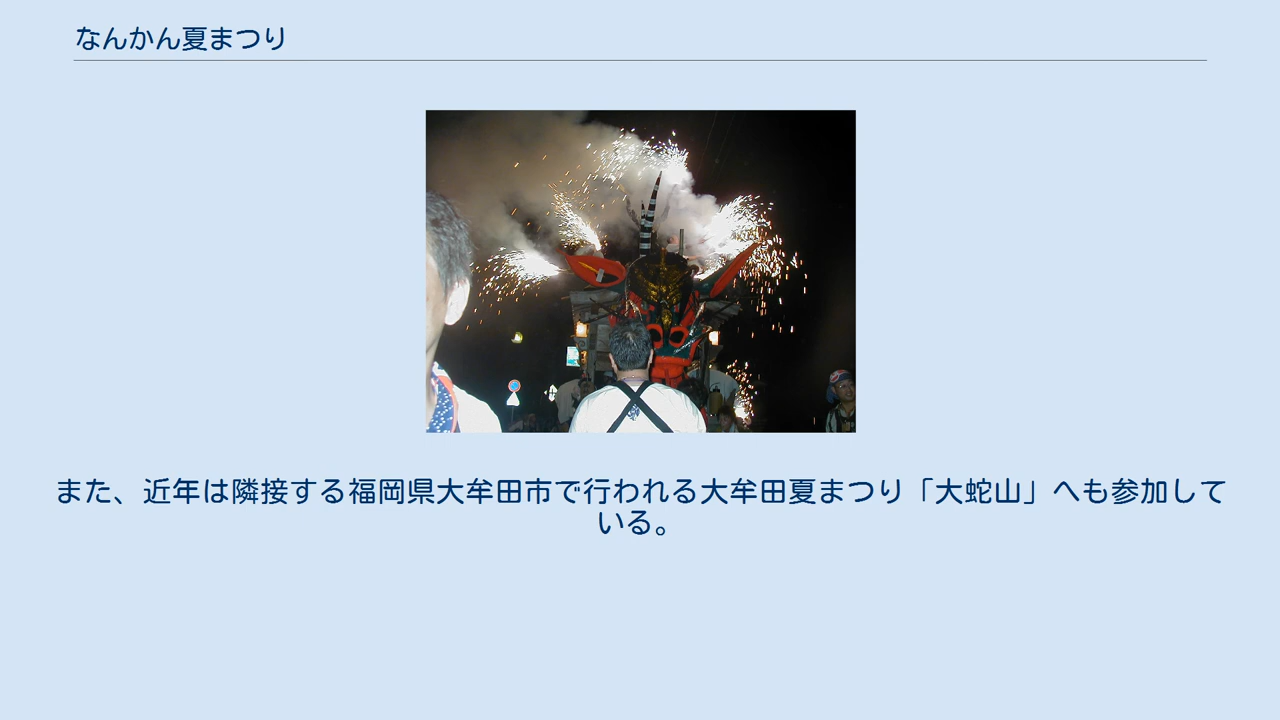 なんかん夏まつり
また、近年は隣接する福岡県大牟田市で行われる大牟田夏まつり「大蛇山」へも参加して
いる。